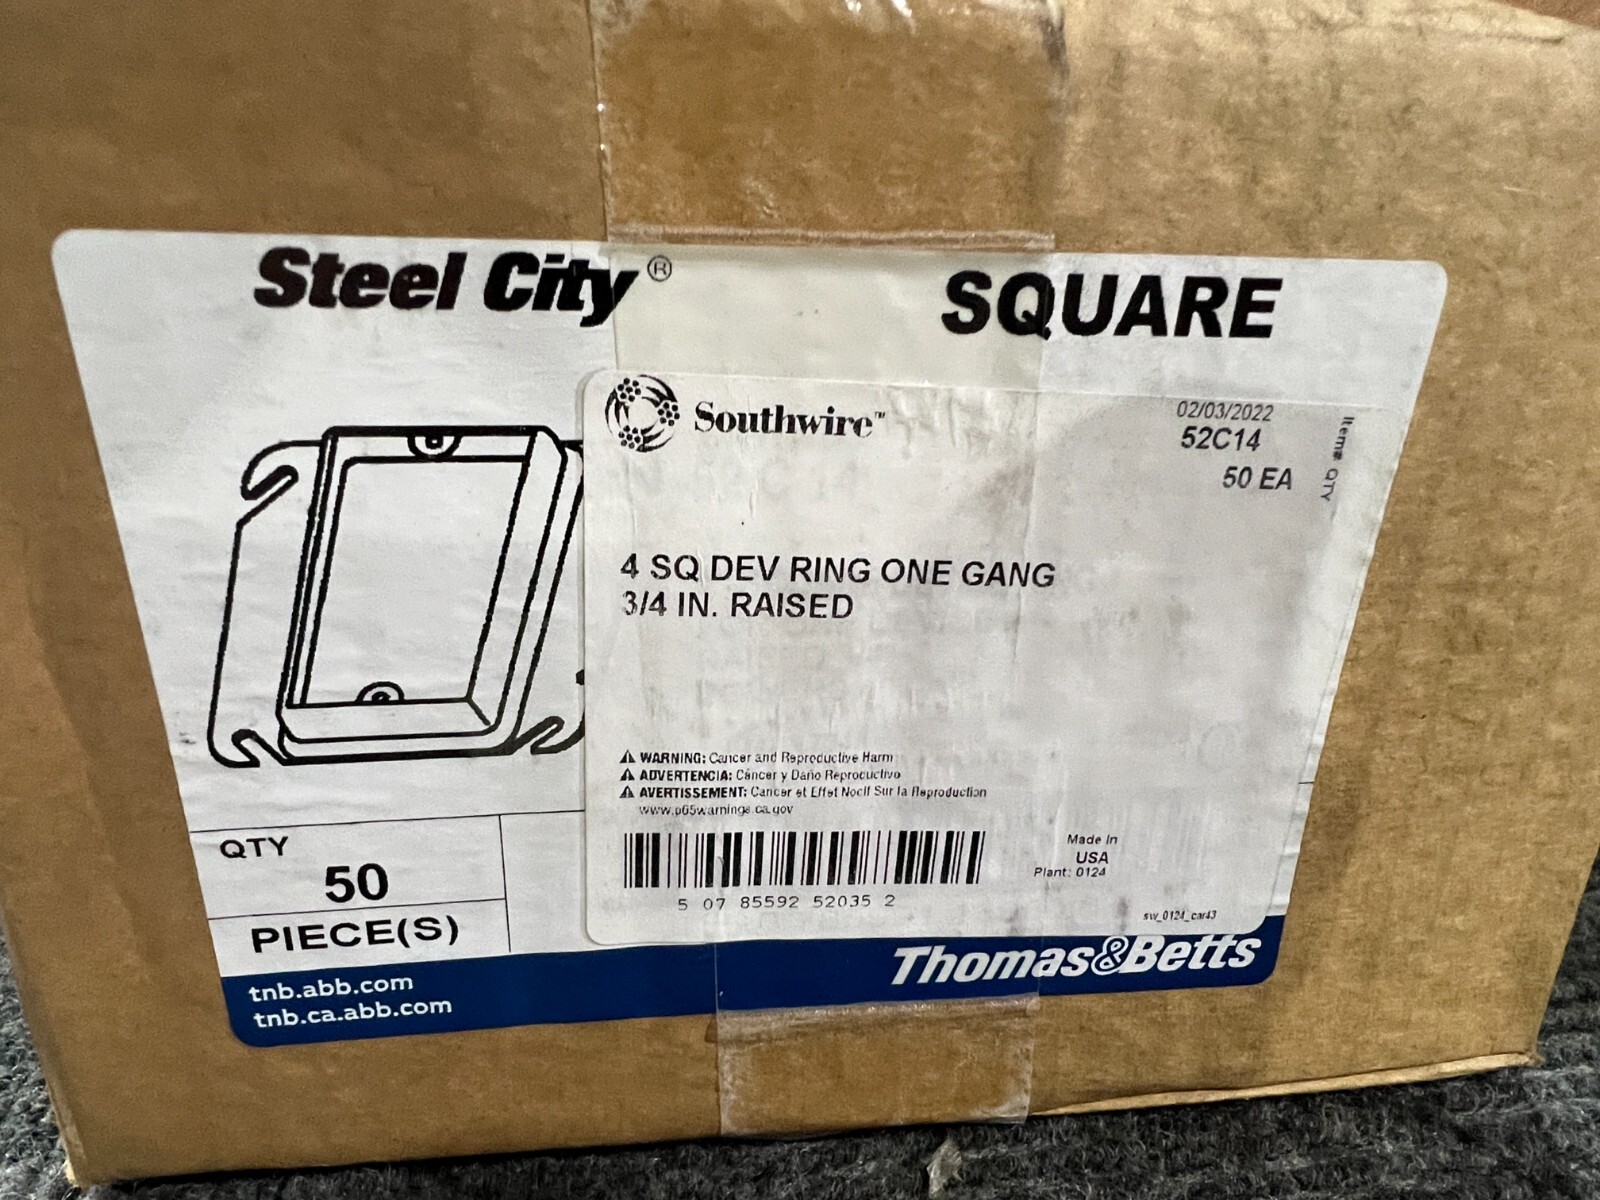 Steel City®
SQUARE
Southwire™
02/03/2022
52C14
50 EA
Item#
QTY
4 SQ DEV RING ONE GANG
3/4 IN. RAISED
WARNING: Cancer and Reproductive Harm
ADVERTENCIA: Cáncer y Daño Reproductivo
AVERTISSEMENT: Cancer et Effet Nocif Sur la Reproduction
www.p65warnings.ca.gov
5 07 85592 52035 2
Made In
USA
Plant: 0124
sw_0124_car43
QTY
50
PIECE(S)
tnb.abb.com
tnb.ca.abb.com
Thomas&Betts